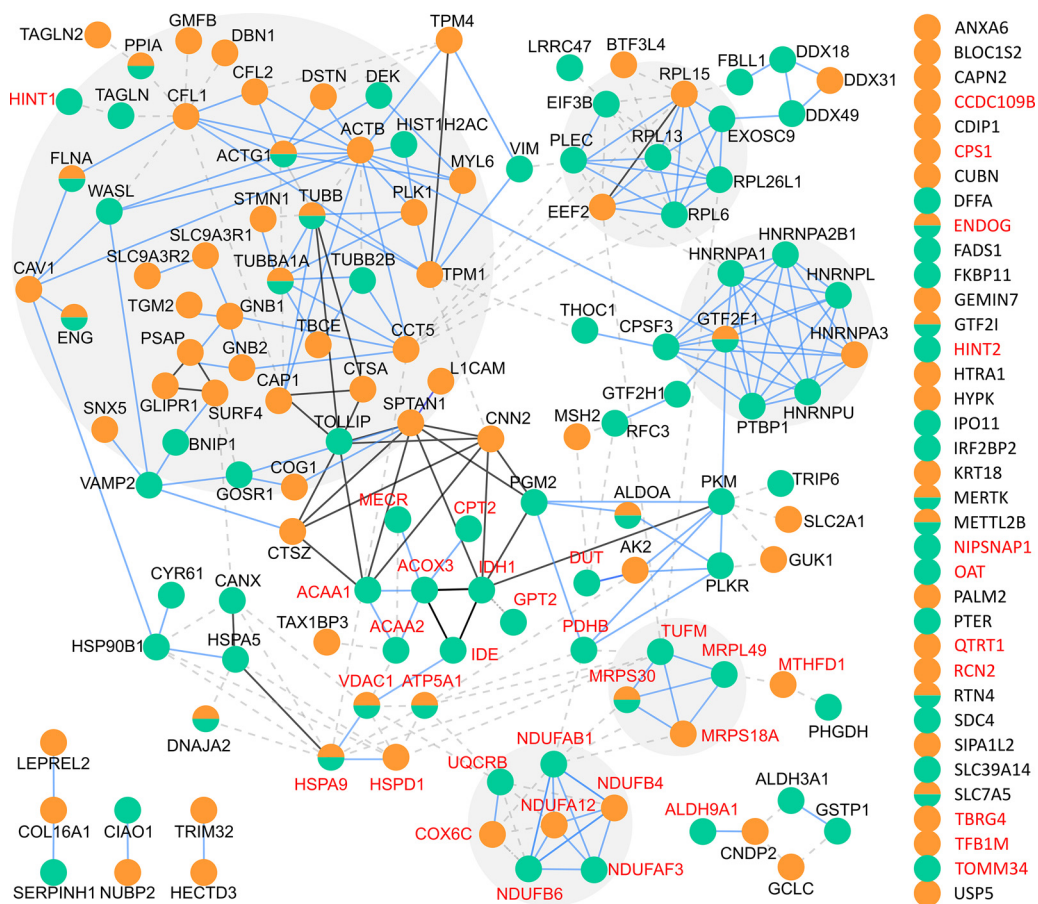 TAGLN2
GMFB
PPIA
DBN1
TPM4
CFL2
DSTN
DEK
HINT1
TAGLN
CFL1
ACTB
HIST1H2AC
FLNA
ACTG1
VIM
MYL6
WASL
STMN1
TUBB
PLK1
SLC9A3R1
SLC9A3R2
TUBBA1A
TUBB2B
TPM1
CAV1
TGM2
GNB1
ENG
PSAP
TBCE
CCT5
GNB2
CTSA
L1CAM
GLIPR1
SURF4
CAP1
SPTAN1
SNX5
TOLLIP
CNN2
BNIP1
VAMP2
GOSR1
COG1
PGM2
CTSZ
LRRC47
BTF3L4
FBLL1
DDX18
RPL15
DDX31
EIF3B
DDX49
PLEC
RPL13
EXOSC9
RPL26L1
EEF2
RPL6
HNRNPA2B1
HNRNPA1
HNRNPL
THOC1
CPSF3
GTF2F1
HNRNPA3
GTF2H1
HNRNPU
PTBP1
MSH2
RFC3
MECR
CPT2
ALDOA
PKM
TRIP6
SLC2A1
DUT
AK2
GUK1
PLKR
ACOX3
IDH1
ACAA1
GPT2
CYR61
CANX
TAX1BP3
ACAA2
IDE
PDHB
HSP90B1
HSPA5
VDAC1
ATP5A1
TUFM
MRPL49
MTHFD1
MRPS30
PHGDH
MRPS18A
DNAJA2
HSPA9
HSPD1
UQCRB
NDUFAB1
NDUFB4
NDUFA12
COX6C
NDUFB6
NDUFAF3
ALDH3A1
ALDH9A1
GSTP1
CNDP2
GCLC
LEPREL2
COL16A1
CIAO1
TRIM32
SERPINH1
NUBP2
HECTD3
ANXA6
BLOC1S2
CAPN2
CCDC109B
CDIP1
CPS1
CUBN
DFFA
ENDOG
FADS1
FKBP11
GEMIN7
GTF2I
HINT2
HTRA1
HYPK
IPO11
IRF2BP2
KRT18
MERTK
METTL2B
NIPSNAP1
OAT
PALM2
PTER
QTRT1
RCN2
RTN4
SDC4
SIPA1L2
SLC39A14
SLC7A5
TBRG4
TFB1M
TOMM34
USP5